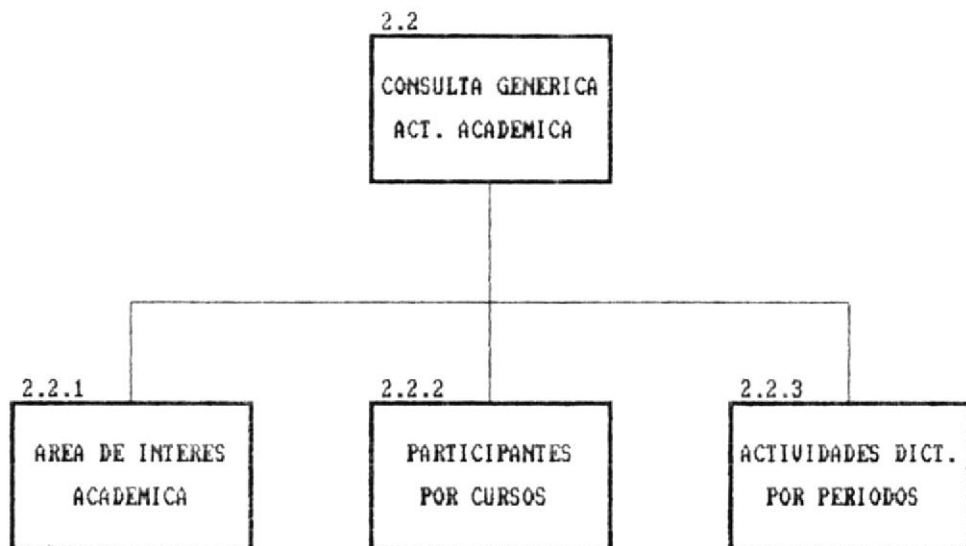 2.2
CONSULTA GENERICA
ACT. ACADEMICA
2.2.1
AREA DE INTERES
ACADEMICA
2.2.2
PARTICIPANTES
POR CURSOS
2.2.3
ACTIVIDADES DICT.
POR PERIODOS